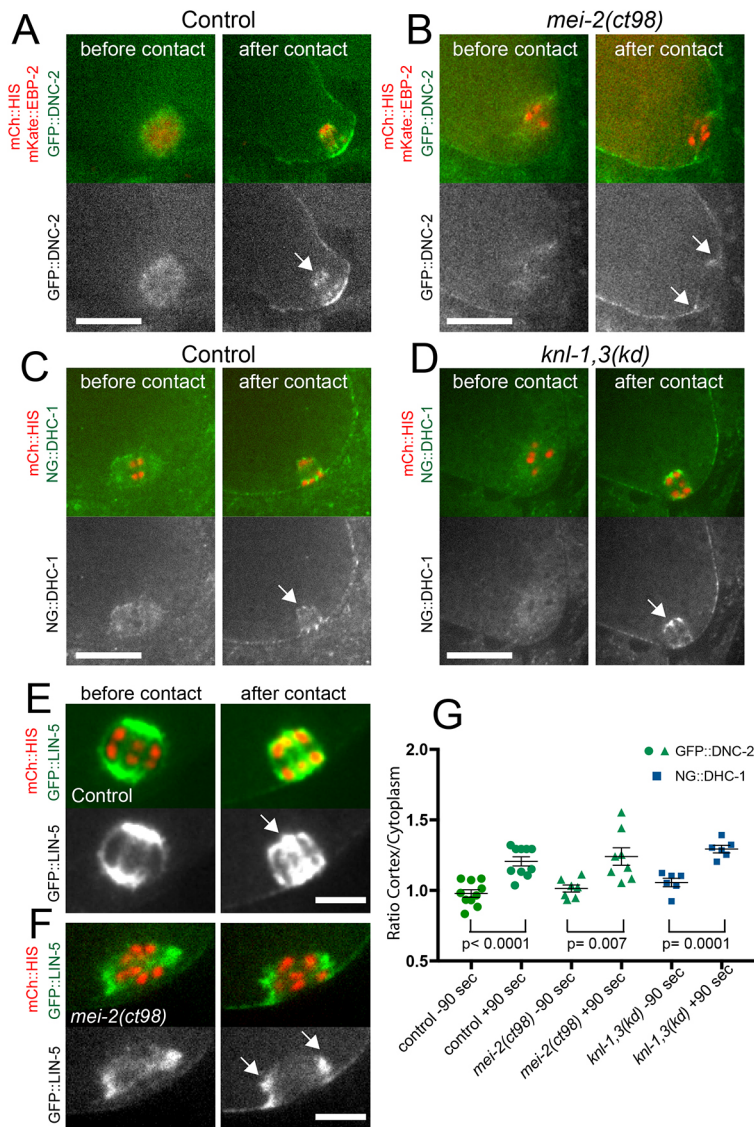 A
Control
before contact
after contact
mCh::HIS
mKate::EBP-2
GFP::DNC-2
GFP::DNC-2
B
mei-2(ct98)
before contact
after contact
mCh::HIS
mKate::EBP-2
GFP::DNC-2
GFP::DNC-2
C
Control
before contact
after contact
mCh::HIS
NG::DHC-1
NG::DHC-1
D
knl-1,3(kd)
before contact
after contact
mCh::HIS
NG::DHC-1
NG::DHC-1
E
before contact
after contact
mCh::HIS
GFP::LIN-5
Control
GFP::LIN-5
F
mCh::HIS
GFP::LIN-5
mei-2(ct98)
GFP::LIN-5
G
GFP::DNC-2
NG::DHC-1
Ratio Cortex/Cytoplasm
2.0
1.5
1.0
0.5
p< 0.0001
p= 0.007
p= 0.0001
control -90 sec
control +90 sec
mei-2(ct98) -90 sec
mei-2(ct98) +90 sec
knl-1,3(kd) -90 sec
knl-1,3(kd) +90 sec